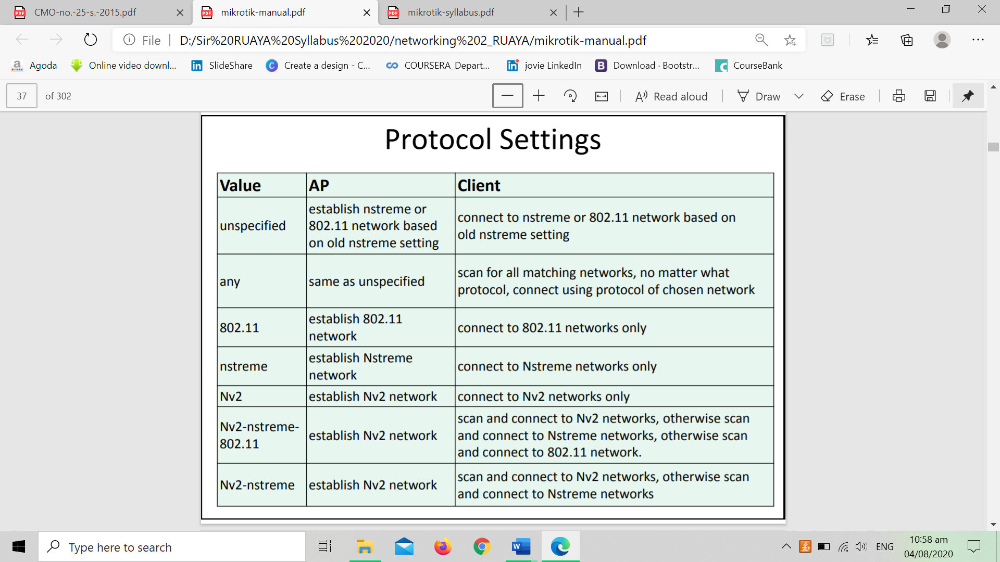 CMO-no.-25-s.-2015.pdf
mikrotik-manual.pdf
mikrotik-syllabus.pdf
File
D:/Sir%20RUAYA%20Syllabus%202020/networking%202_RUAYA/mikrotik-manual.pdf
Agoda
Online video downl...
SlideShare
Create a design - C...
COURSERA_Depart...
jovie LinkedIn
Download · Bootstr...
CourseBank
37
of 302
Read aloud
Draw
Erase
Protocol Settings
Value
AP
Client
unspecified
establish nstreme or
802.11 network based
on old nstreme setting
connect to nstreme or 802.11 network based on
old nstreme setting
any
same as unspecified
scan for all matching networks, no matter what
protocol, connect using protocol of chosen network
802.11
establish 802.11
network
connect to 802.11 networks only
nstreme
establish Nstreme
network
connect to Nstreme networks only
Nv2
establish Nv2 network
connect to Nv2 networks only
Nv2-nstreme-
802.11
establish Nv2 network
scan and connect to Nv2 networks, otherwise scan
and connect to Nstreme networks, otherwise scan
and connect to 802.11 network.
Nv2-nstreme
establish Nv2 network
scan and connect to Nv2 networks, otherwise scan
and connect to Nstreme networks
Type here to search
ENG
10:58 am
04/08/2020